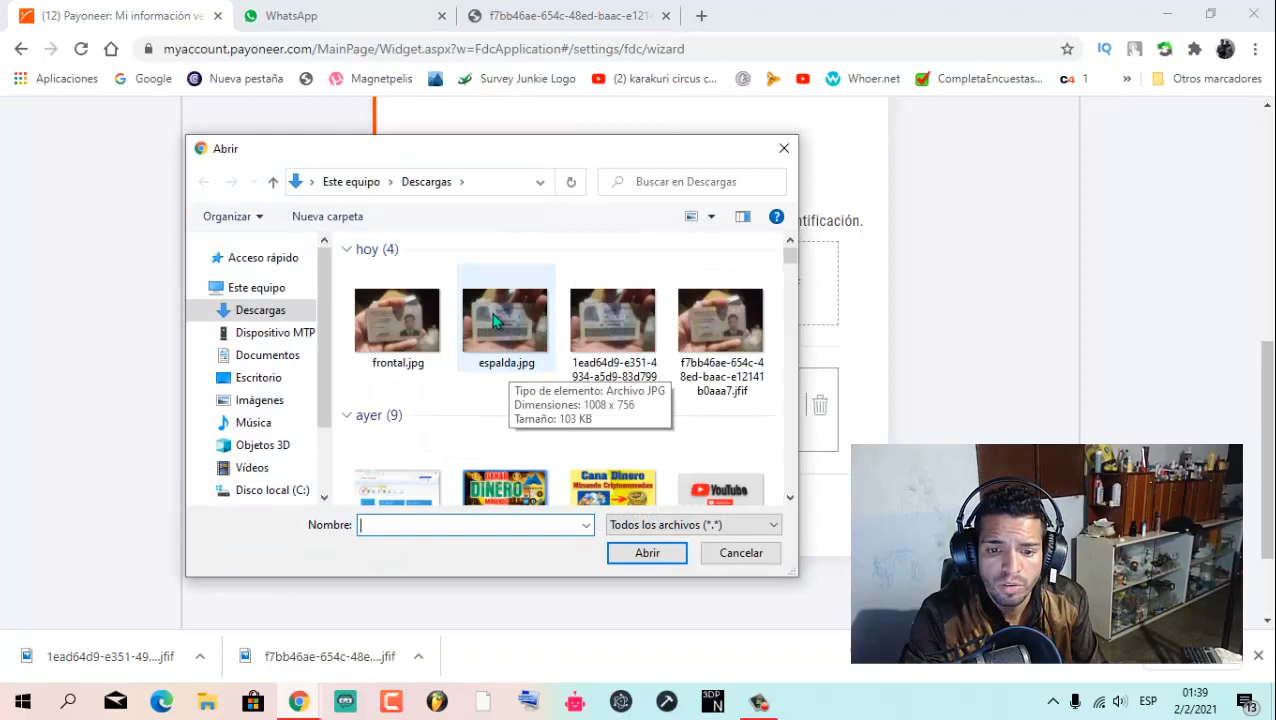 (12) Payoneer: Mi información ve
WhatsApp
f7bb46ae-654c-48ed-baac-e1214
myaccount.payoneer.com/MainPage/Widget.aspx?w=FdcApplication#/settings/fdc/wizard
Aplicaciones
Google
Nueva pestaña
Magnetpelis
Survey Junkie Logo
(2) karakuri circus c...
Whoer.net
CompletaEncuestas...
C4 1
Otros marcadores
Abrir
Este equipo
Descargas
Buscar en Descargas
Organizar
Nueva carpeta
ntificación.
Acceso rápido
Este equipo
Descargas
Dispositivo MTP
Documentos
Escritorio
Imágenes
Música
Objetos 3D
Vídeos
Disco local (C:)
hoy (4)
frontal.jpg
espalda.jpg
1ead64d9-e351-4
934-a5d9-83d799
f7bb46ae-654c-4
8ed-baac-e12141
b0aaa7.jfif
Tipo de elemento: Archivo JPG
Dimensiones: 1008 x 756
Tamaño: 103 KB
ayer (9)
DINERO
Gana Dinero
YouTube
Nombre:
Todos los archivos (*.*)
Abrir
Cancelar
1ead64d9-e351-49....jfif
f7bb46ae-654c-48e....jfif
3DP
N
ESP
01:39
2/2/2021
13